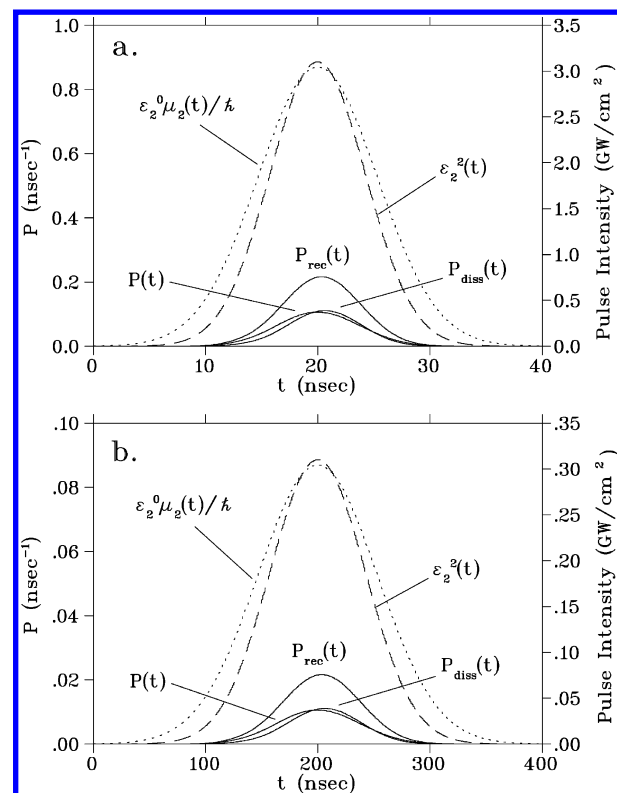 a.
1.0
0.8
0.6
0.4
0.2
0.0
P (nsec⁻¹)
3.5
3.0
2.5
2.0
1.5
1.0
0.5
0.0
Pulse Intensity (GW/cm²)
ε₂⁰μ₂(t)/ℏ
ε₂²(t)
P_rec(t)
P(t)
P_diss(t)
0 10 20 30 40
t (nsec)
b.
.10
.08
.06
.04
.02
.00
P (nsec⁻¹)
.35
.30
.25
.20
.15
.10
.05
.00
Pulse Intensity (GW/cm²)
ε₂⁰μ₂(t)/ℏ
ε₂²(t)
P_rec(t)
P(t)
P_diss(t)
0 100 200 300 400
t (nsec)